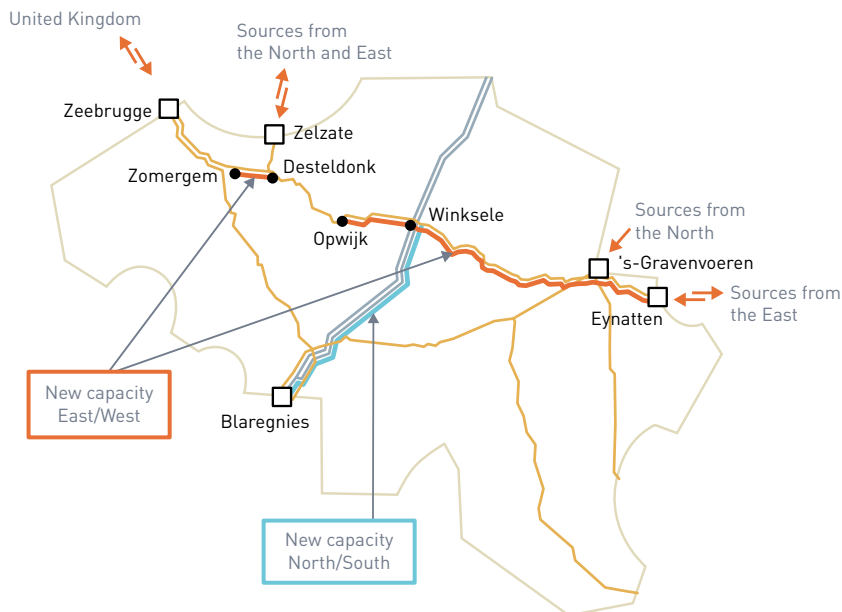 United Kingdom
Sources from
the North and East
Zeebrugge
Zelzate
Zomergem
Desteldonk
Opwijk
Winksele
Sources from
the North
's-Gravenvoeren
Sources from
the East
Eynatten
New capacity
East/West
Blaregnies
New capacity
North/South